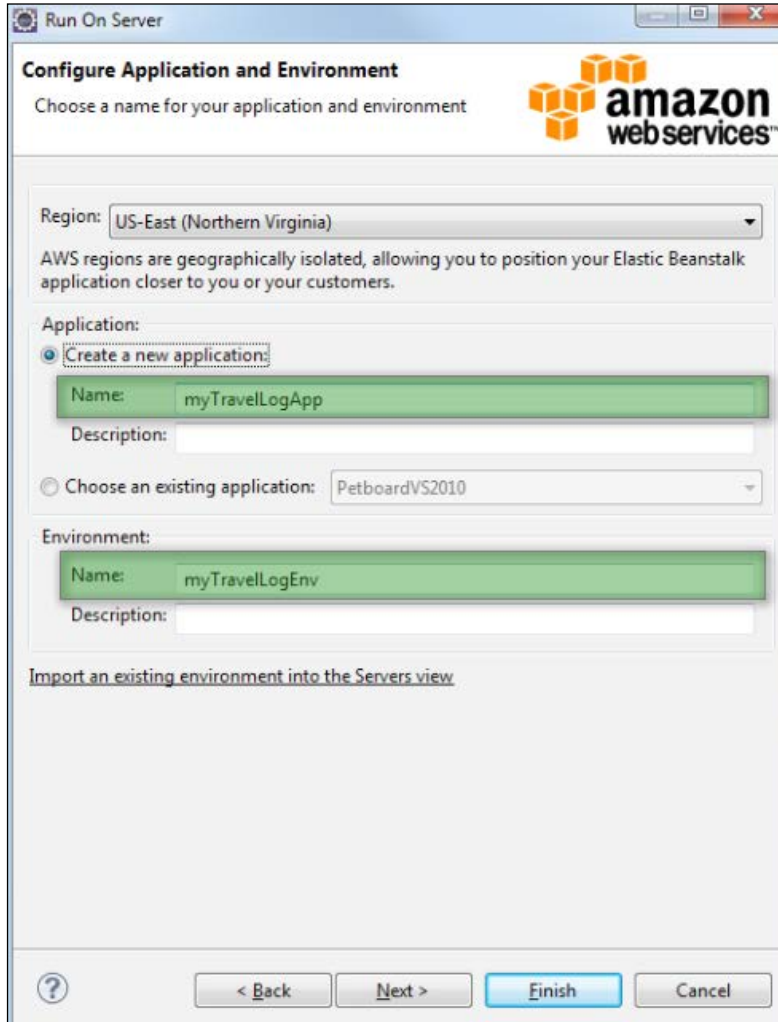 Run On Server
Configure Application and Environment
Choose a name for your application and environment
amazon
web services™
Region: US-East (Northern Virginia)
AWS regions are geographically isolated, allowing you to position your Elastic Beanstalk
application closer to you or your customers.
Application:
Create a new application:
Name: myTravelLogApp
Description:
Choose an existing application: PetboardVS2010
Environment:
Name: myTravelLogEnv
Description:
Import an existing environment into the Servers view
? < Back Next > Finish Cancel